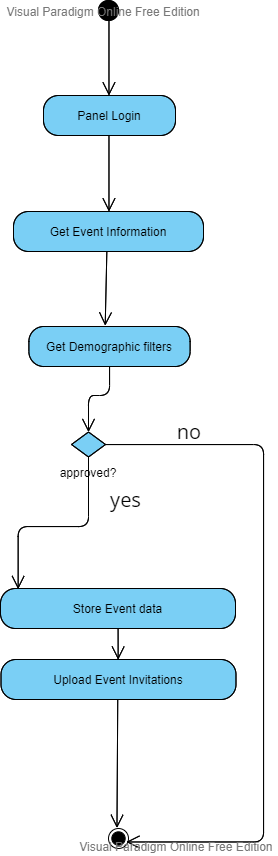 Visual Paradigm Online Free Edition
Panel Login
Get Event Information
Get Demographic filters
no
approved?
yes
Store Event data
Upload Event Invitations
Visual Paradigm Online Free Edition